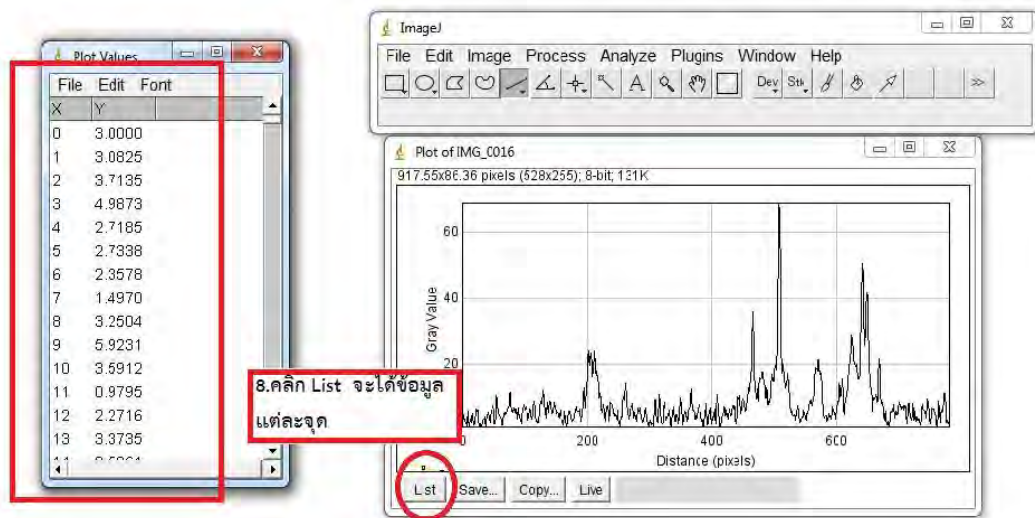 Plot Values
File Edit Font
X Y
0 3.0000
1 3.0825
2 3.7135
3 4.9873
4 2.7185
5 2.7338
6 2.3578
7 1.4970
8 3.2504
9 5.9231
10 3.5912
11 0.9795
12 2.2716
13 3.3735
8.คลิก List จะได้ข้อมูล
แต่ละจุด
ImageJ
File Edit Image Process Analyze Plugins Window Help
A Dev Stk >>
Plot of IMG_0016
917.55x86.36 pixels (528x255); 8-bit; 131K
60
40
20
Gray Value
0 200 400 600
Distance (pixels)
List Save... Copy... Live